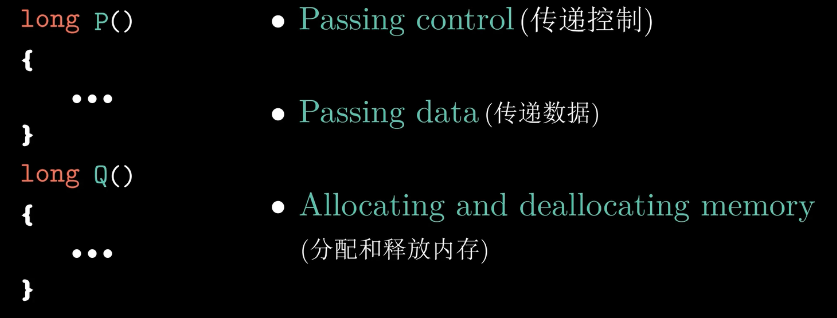 long P()
{
...
}
long Q()
{
...
}
• Passing control (传递控制)
• Passing data (传递数据)
• Allocating and deallocating memory
(分配和释放内存)